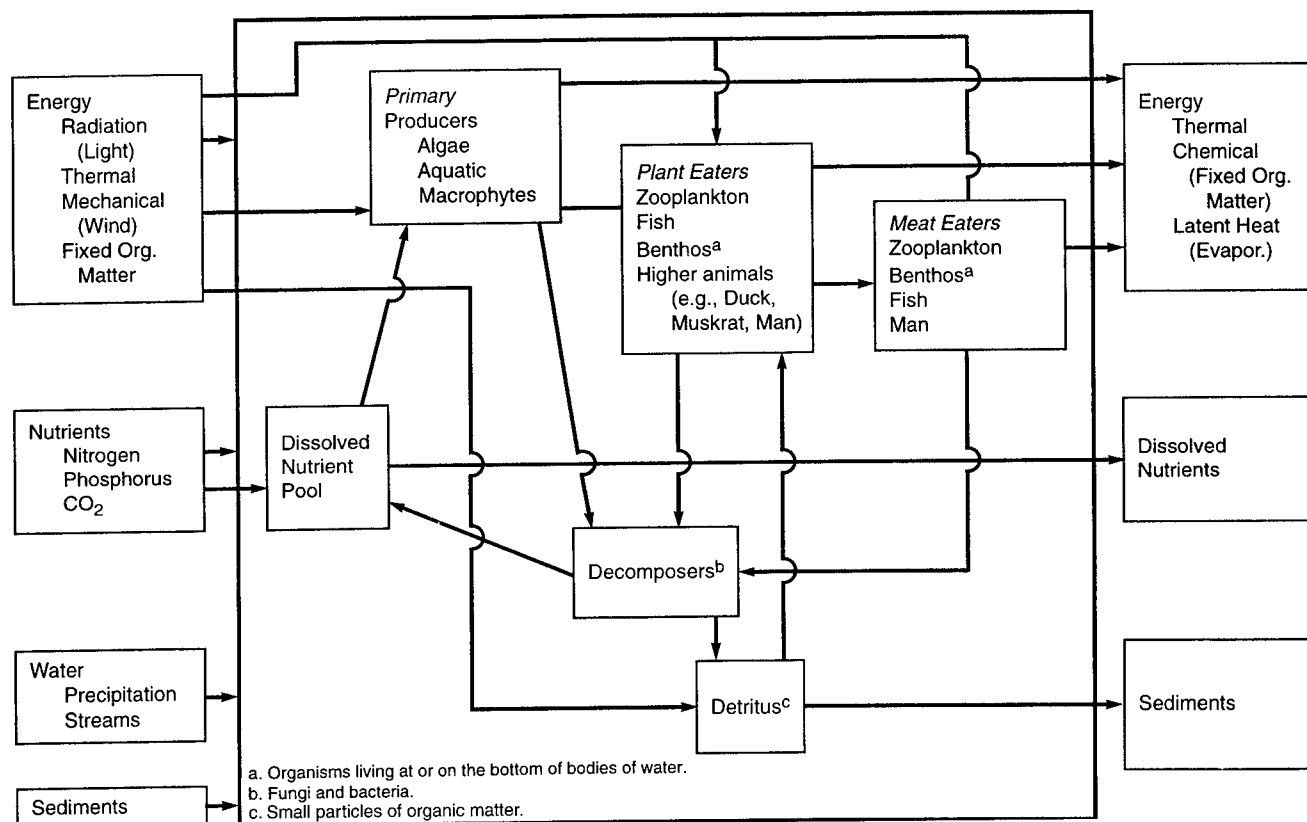 Energy
Radiation
(Light)
Thermal
Mechanical
(Wind)
Fixed Org.
Matter
Primary
Producers
Algae
Aquatic
Macrophytes
Plant Eaters
Zooplankton
Fish
Benthosᵃ
Higher animals
(e.g., Duck,
Muskrat, Man)
Meat Eaters
Zooplankton
Benthosᵃ
Fish
Man
Energy
Thermal
Chemical
(Fixed Org.
Matter)
Latent Heat
(Evapor.)
Nutrients
Nitrogen
Phosphorus
CO₂
Dissolved
Nutrient
Pool
Dissolved
Nutrients
Decomposersᵇ
Water
Precipitation
Streams
Detritusᶜ
Sediments
Sediments
a. Organisms living at or on the bottom of bodies of water.
b. Fungi and bacteria.
c. Small particles of organic matter.